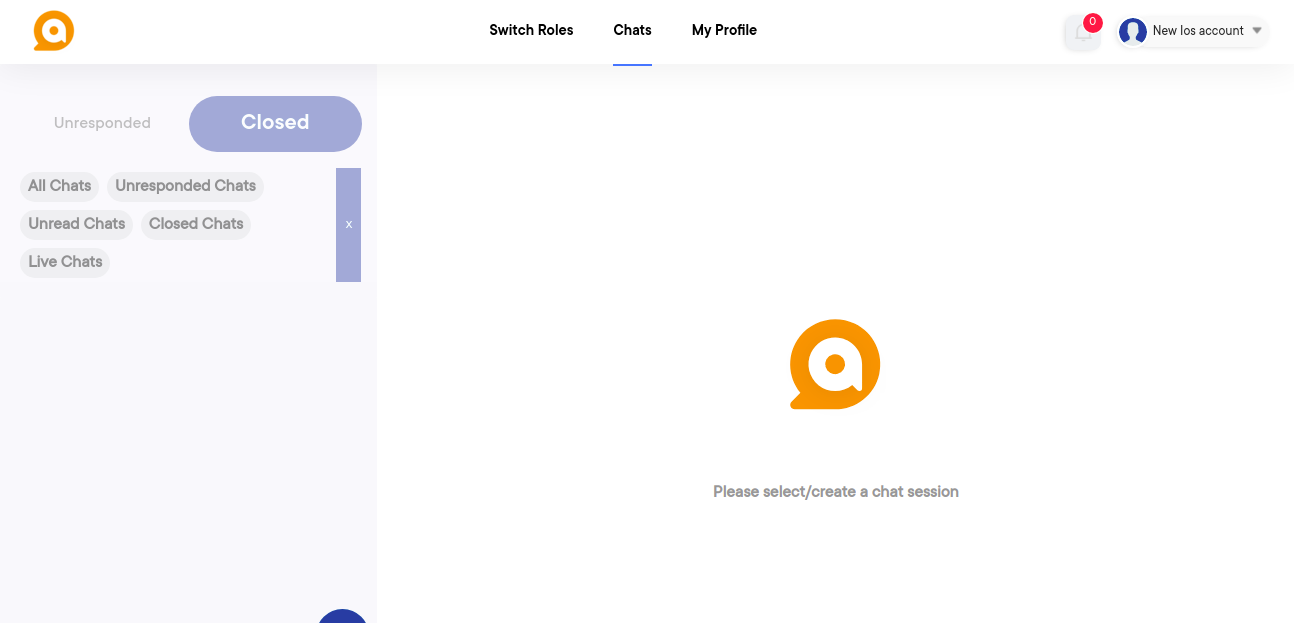 Switch Roles Chats My Profile 0 New Ios account
Unresponded Closed
All Chats Unresponded Chats
Unread Chats Closed Chats x
Live Chats
Please select/create a chat session